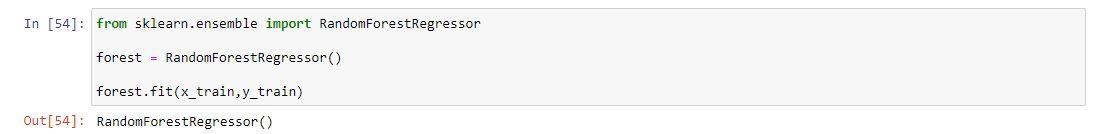 In [54]: from sklearn.ensemble import RandomForestRegressor
forest = RandomForestRegressor()
forest.fit(x_train,y_train)
Out[54]: RandomForestRegressor()